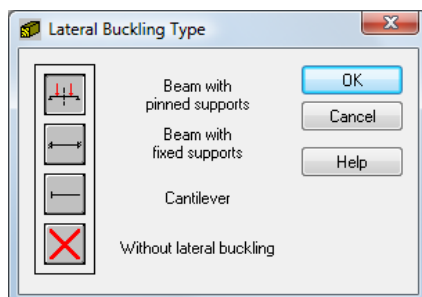 Lateral Buckling Type
Beam with
pinned supports
Beam with
fixed supports
Cantilever
Without lateral buckling
OK
Cancel
Help